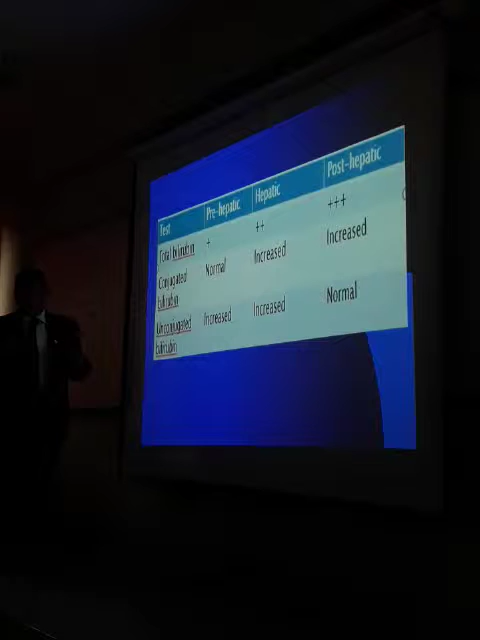 Test Pre-hepatic Hepatic Post-hepatic
Total bilirubin + ++ +++
Conjugated bilirubin Normal Increased Increased
Unconjugated bilirubin Increased Increased Normal